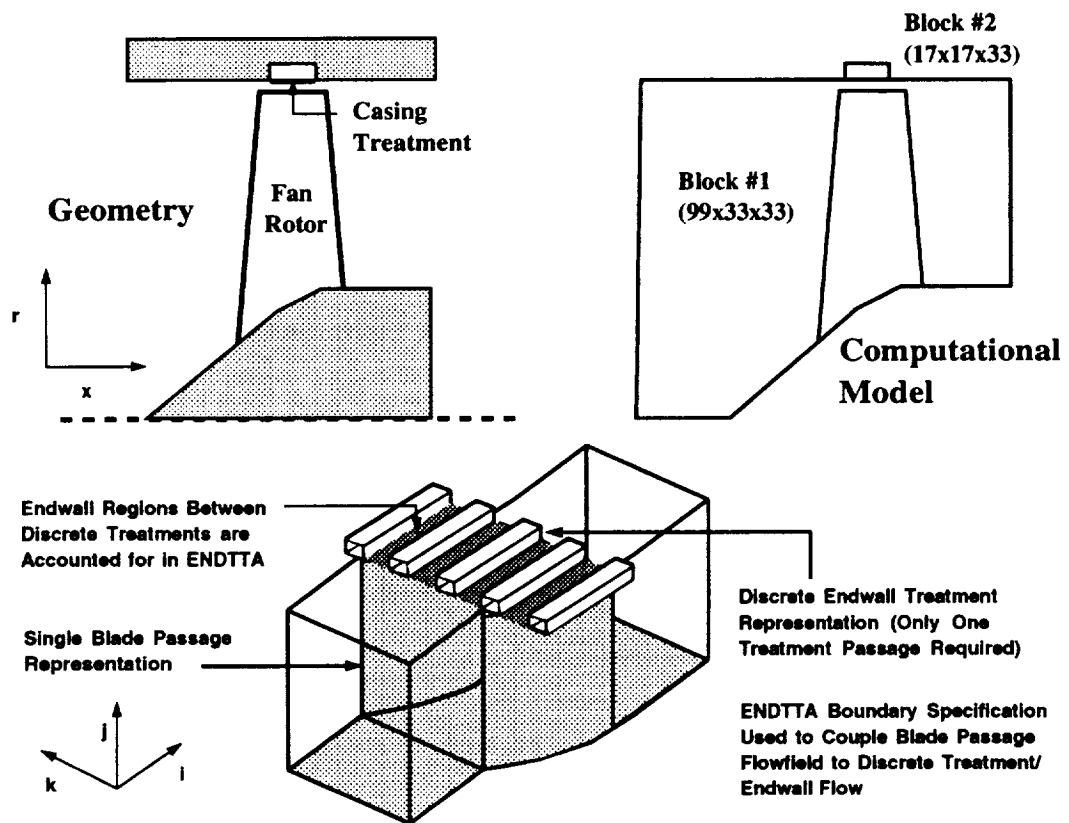 Block #2
(17x17x33)
Casing
Treatment
Geometry
Fan
Rotor
Block #1
(99x33x33)
r
x
Computational
Model
Endwall Regions Between
Discrete Treatments are
Accounted for in ENDTTA
Single Blade Passage
Representation
Discrete Endwall Treatment
Representation (Only One
Treatment Passage Required)
ENDTTA Boundary Specification
Used to Couple Blade Passage
Flowfield to Discrete Treatment/
Endwall Flow
j
k
i